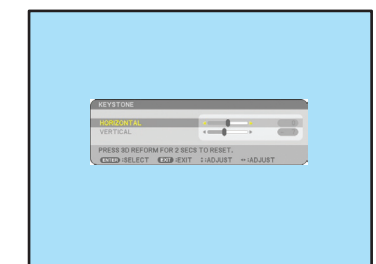 KEYSTONE
HORIZONTAL
VERTICAL
PRESS 3D REFORM FOR 2 SECS TO RESET.
ENTER :SELECT EXIT :EXIT ↕:ADJUST ↔:ADJUST